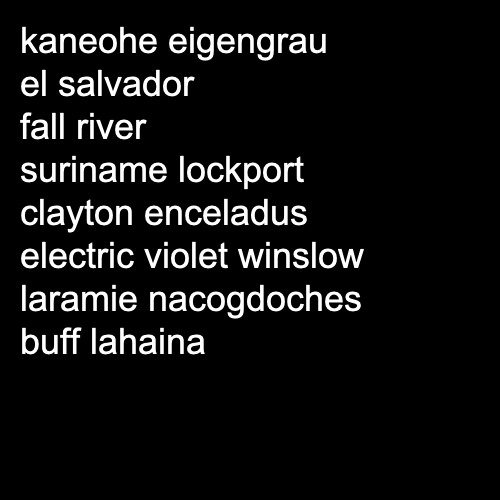 kaneohe eigengrau
el salvador
fall river
suriname lockport
clayton enceladus
electric violet winslow
laramie nacogdoches
buff lahaina